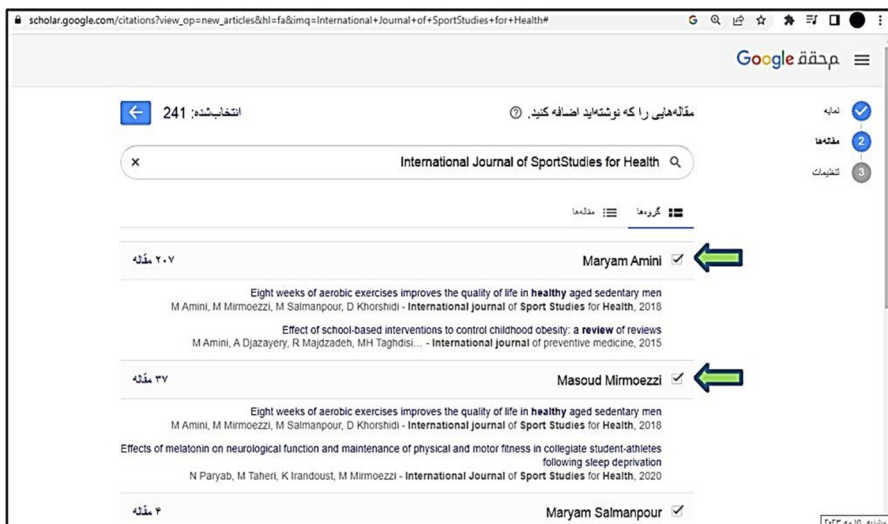 scholar.google.com/citations?view_op=new_articles&hl=fa&imq=International+Journal+of+SportStudies+for+Health#
محقق Google
نمایه
2
مقاله‌ها
3
تنظیمات
مقاله‌هایی را که نوشته‌اید اضافه کنید.
انتخاب‌شده: 241
International Journal of SportStudies for Health
گروه‌ها
مقاله‌ها
Maryam Amini
۲۰۷ مقاله
Eight weeks of aerobic exercises improves the quality of life in healthy aged sedentary men
M Amini, M Mirmoezzi, M Salmanpour, D Khorshidi - International journal of Sport Studies for Health, 2018
Effect of school-based interventions to control childhood obesity: a review of reviews
M Amini, A Djazayery, R Majdzadeh, MH Taghdisi... - International journal of preventive medicine, 2015
Masoud Mirmoezzi
۳۷ مقاله
Eight weeks of aerobic exercises improves the quality of life in healthy aged sedentary men
M Amini, M Mirmoezzi, M Salmanpour, D Khorshidi - International journal of Sport Studies for Health, 2018
Effects of melatonin on neurological function and maintenance of physical and motor fitness in collegiate student-athletes
following sleep deprivation
N Paryab, M Taheri, K Irandoust, M Mirmoezzi - International Journal of Sport Studies for Health, 2020
Maryam Salmanpour
۴ مقاله